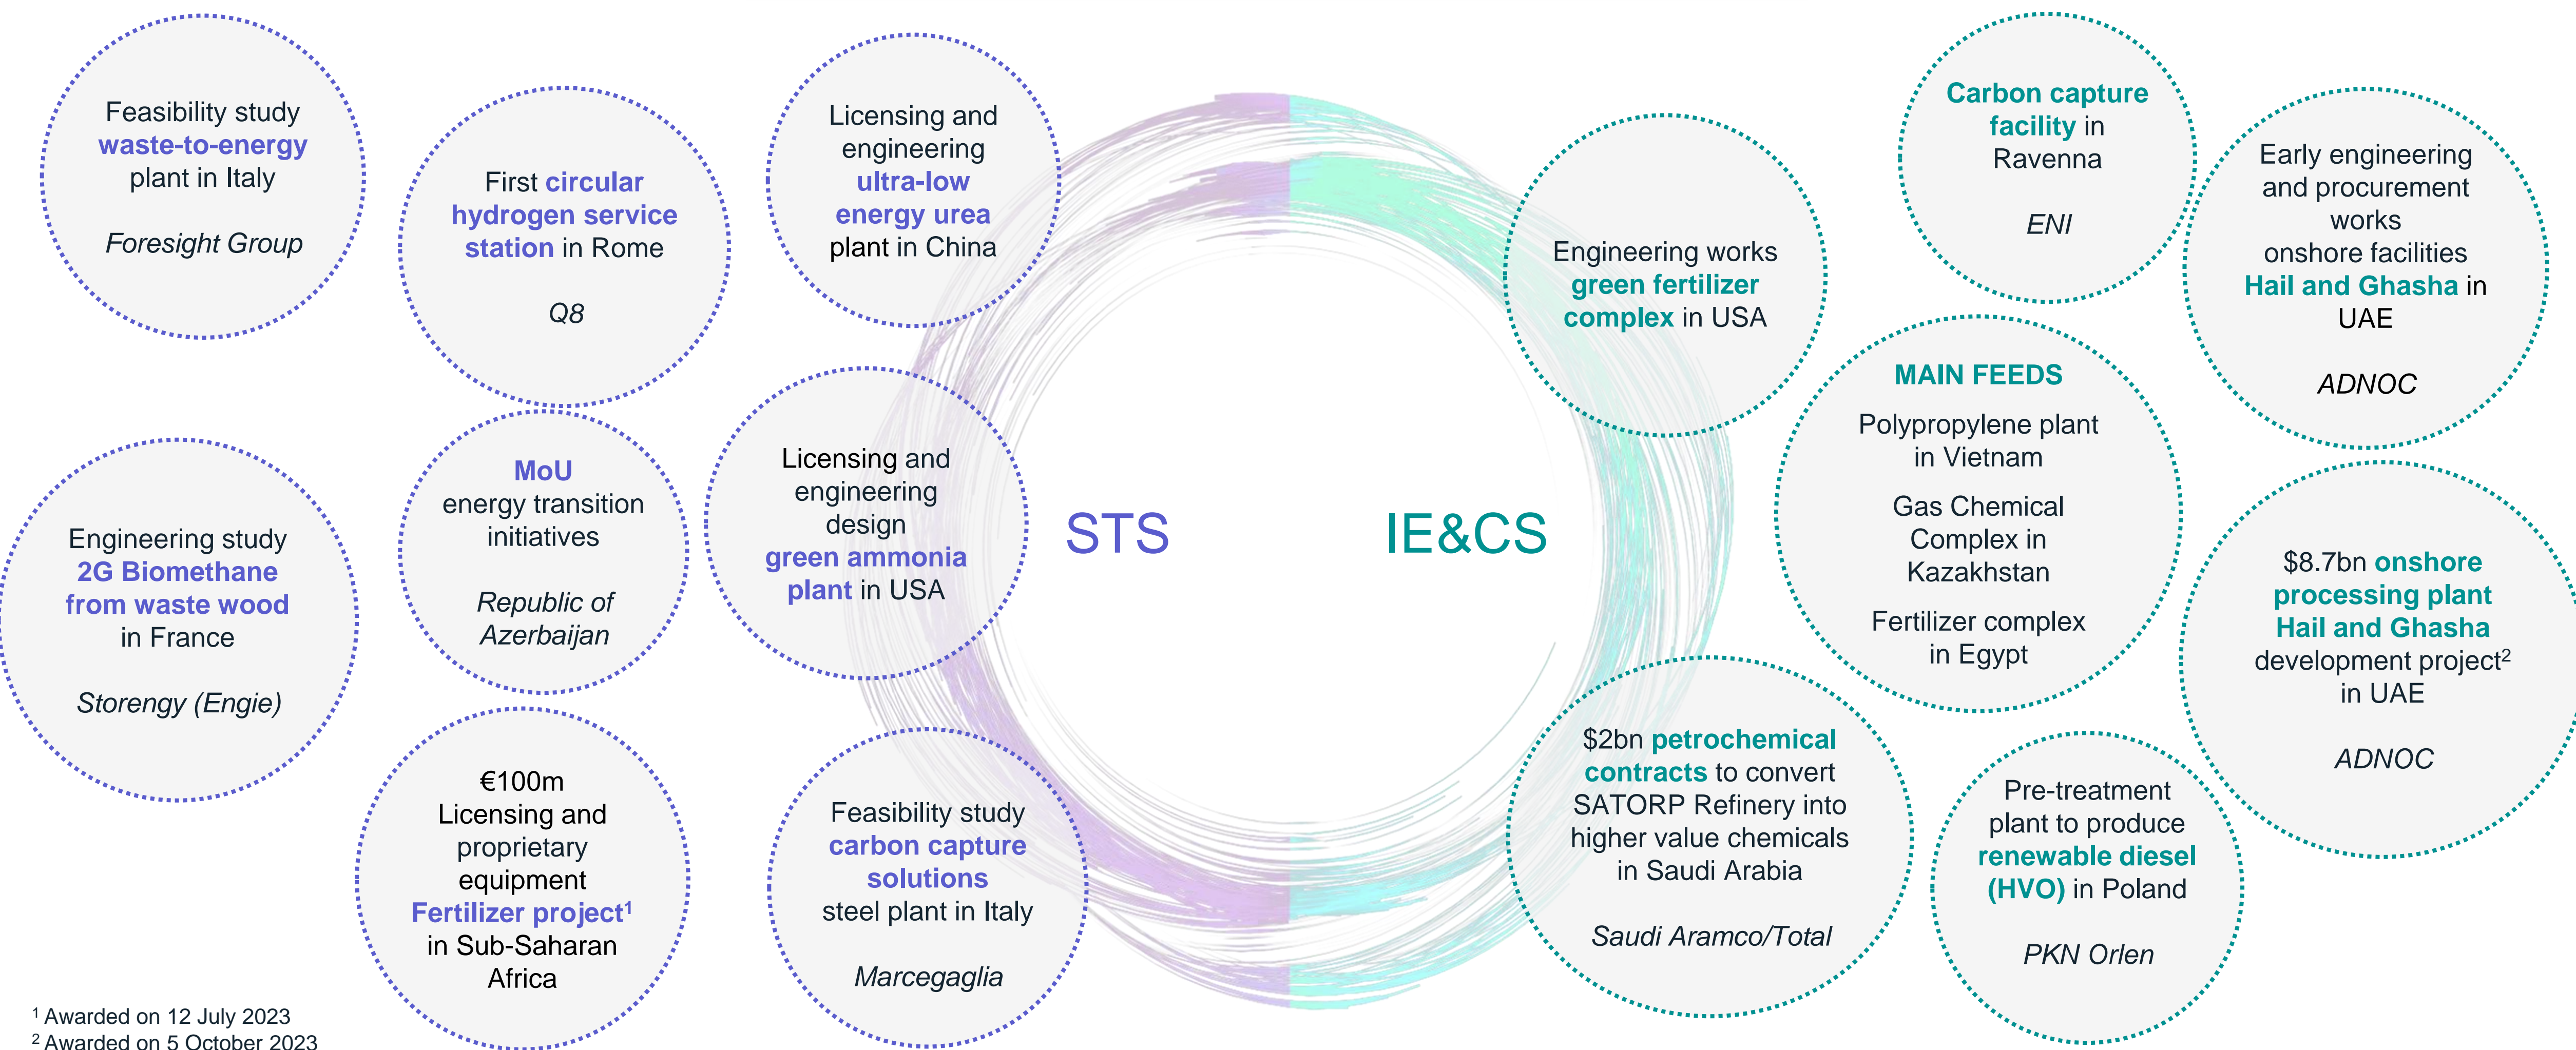 Feasibility study
waste-to-energy
plant in Italy
Foresight Group
First circular
hydrogen service
station in Rome
Q8
Licensing and
engineering
ultra-low
energy urea
plant in China
Engineering study
2G Biomethane
from waste wood
in France
Storengy (Engie)
MoU
energy transition
initiatives
Republic of
Azerbaijan
Licensing and
engineering
design
green ammonia
plant in USA
€100m
Licensing and
proprietary
equipment
Fertilizer project¹
in Sub-Saharan
Africa
Feasibility study
carbon capture
solutions
steel plant in Italy
Marcegaglia
STS
IE&CS
Engineering works
green fertilizer
complex in USA
Carbon capture
facility in
Ravenna
ENI
Early engineering
and procurement
works
onshore facilities
Hail and Ghasha in
UAE
ADNOC
MAIN FEEDS
Polypropylene plant
in Vietnam
Gas Chemical
Complex in
Kazakhstan
Fertilizer complex
in Egypt
$8.7bn onshore
processing plant
Hail and Ghasha
development project²
in UAE
ADNOC
$2bn petrochemical
contracts to convert
SATORP Refinery into
higher value chemicals
in Saudi Arabia
Saudi Aramco/Total
Pre-treatment
plant to produce
renewable diesel
(HVO) in Poland
PKN Orlen
¹ Awarded on 12 July 2023
² Awarded on 5 October 2023